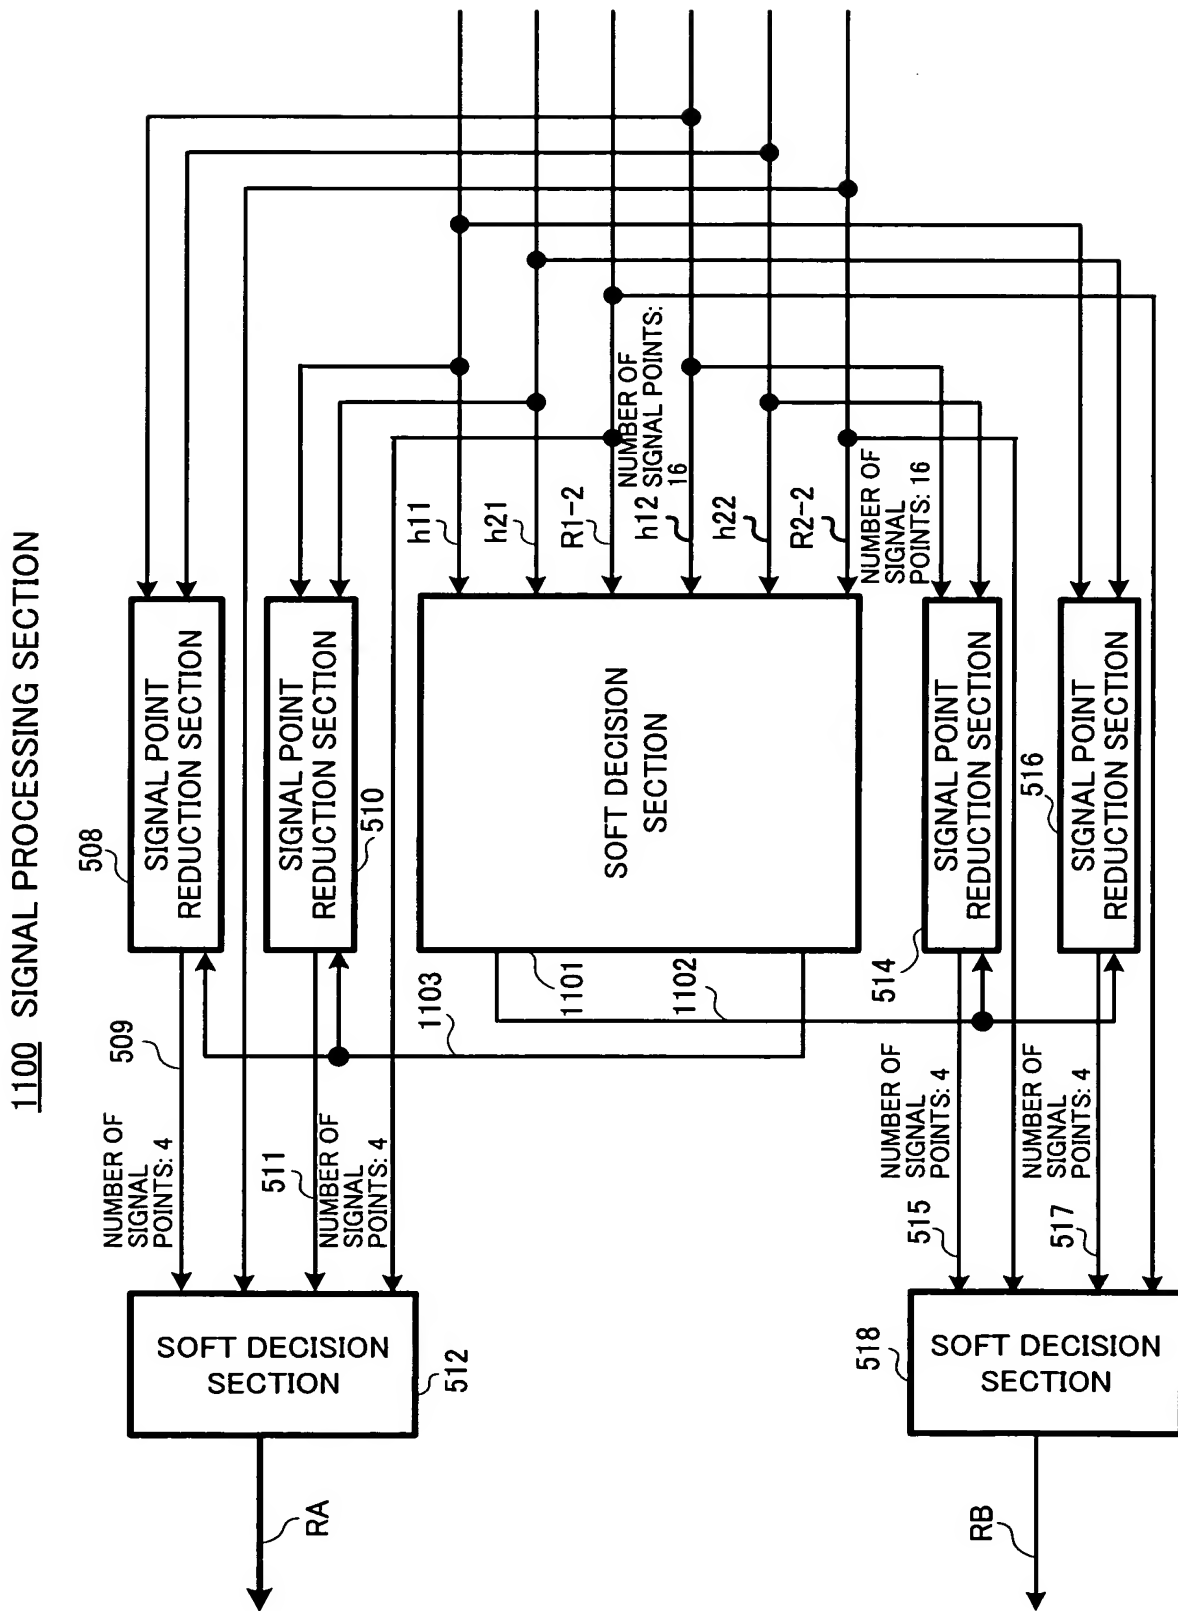 1100 SIGNAL PROCESSING SECTION
h11
h21
R1-2
NUMBER OF
SIGNAL POINTS:
16
h12
h22
R2-2
NUMBER OF
SIGNAL
POINTS: 16
508
SIGNAL POINT
REDUCTION SECTION
SIGNAL POINT
REDUCTION SECTION
510
SOFT DECISION
SECTION
1101
1102
1103
514
SIGNAL POINT
REDUCTION SECTION
516
SIGNAL POINT
REDUCTION SECTION
509
NUMBER OF
SIGNAL
POINTS: 4
511
NUMBER OF
SIGNAL
POINTS: 4
NUMBER OF
SIGNAL
POINTS: 4
515
NUMBER OF
SIGNAL
POINTS: 4
517
SOFT DECISION
SECTION
512
518
SOFT DECISION
SECTION
RA
RB